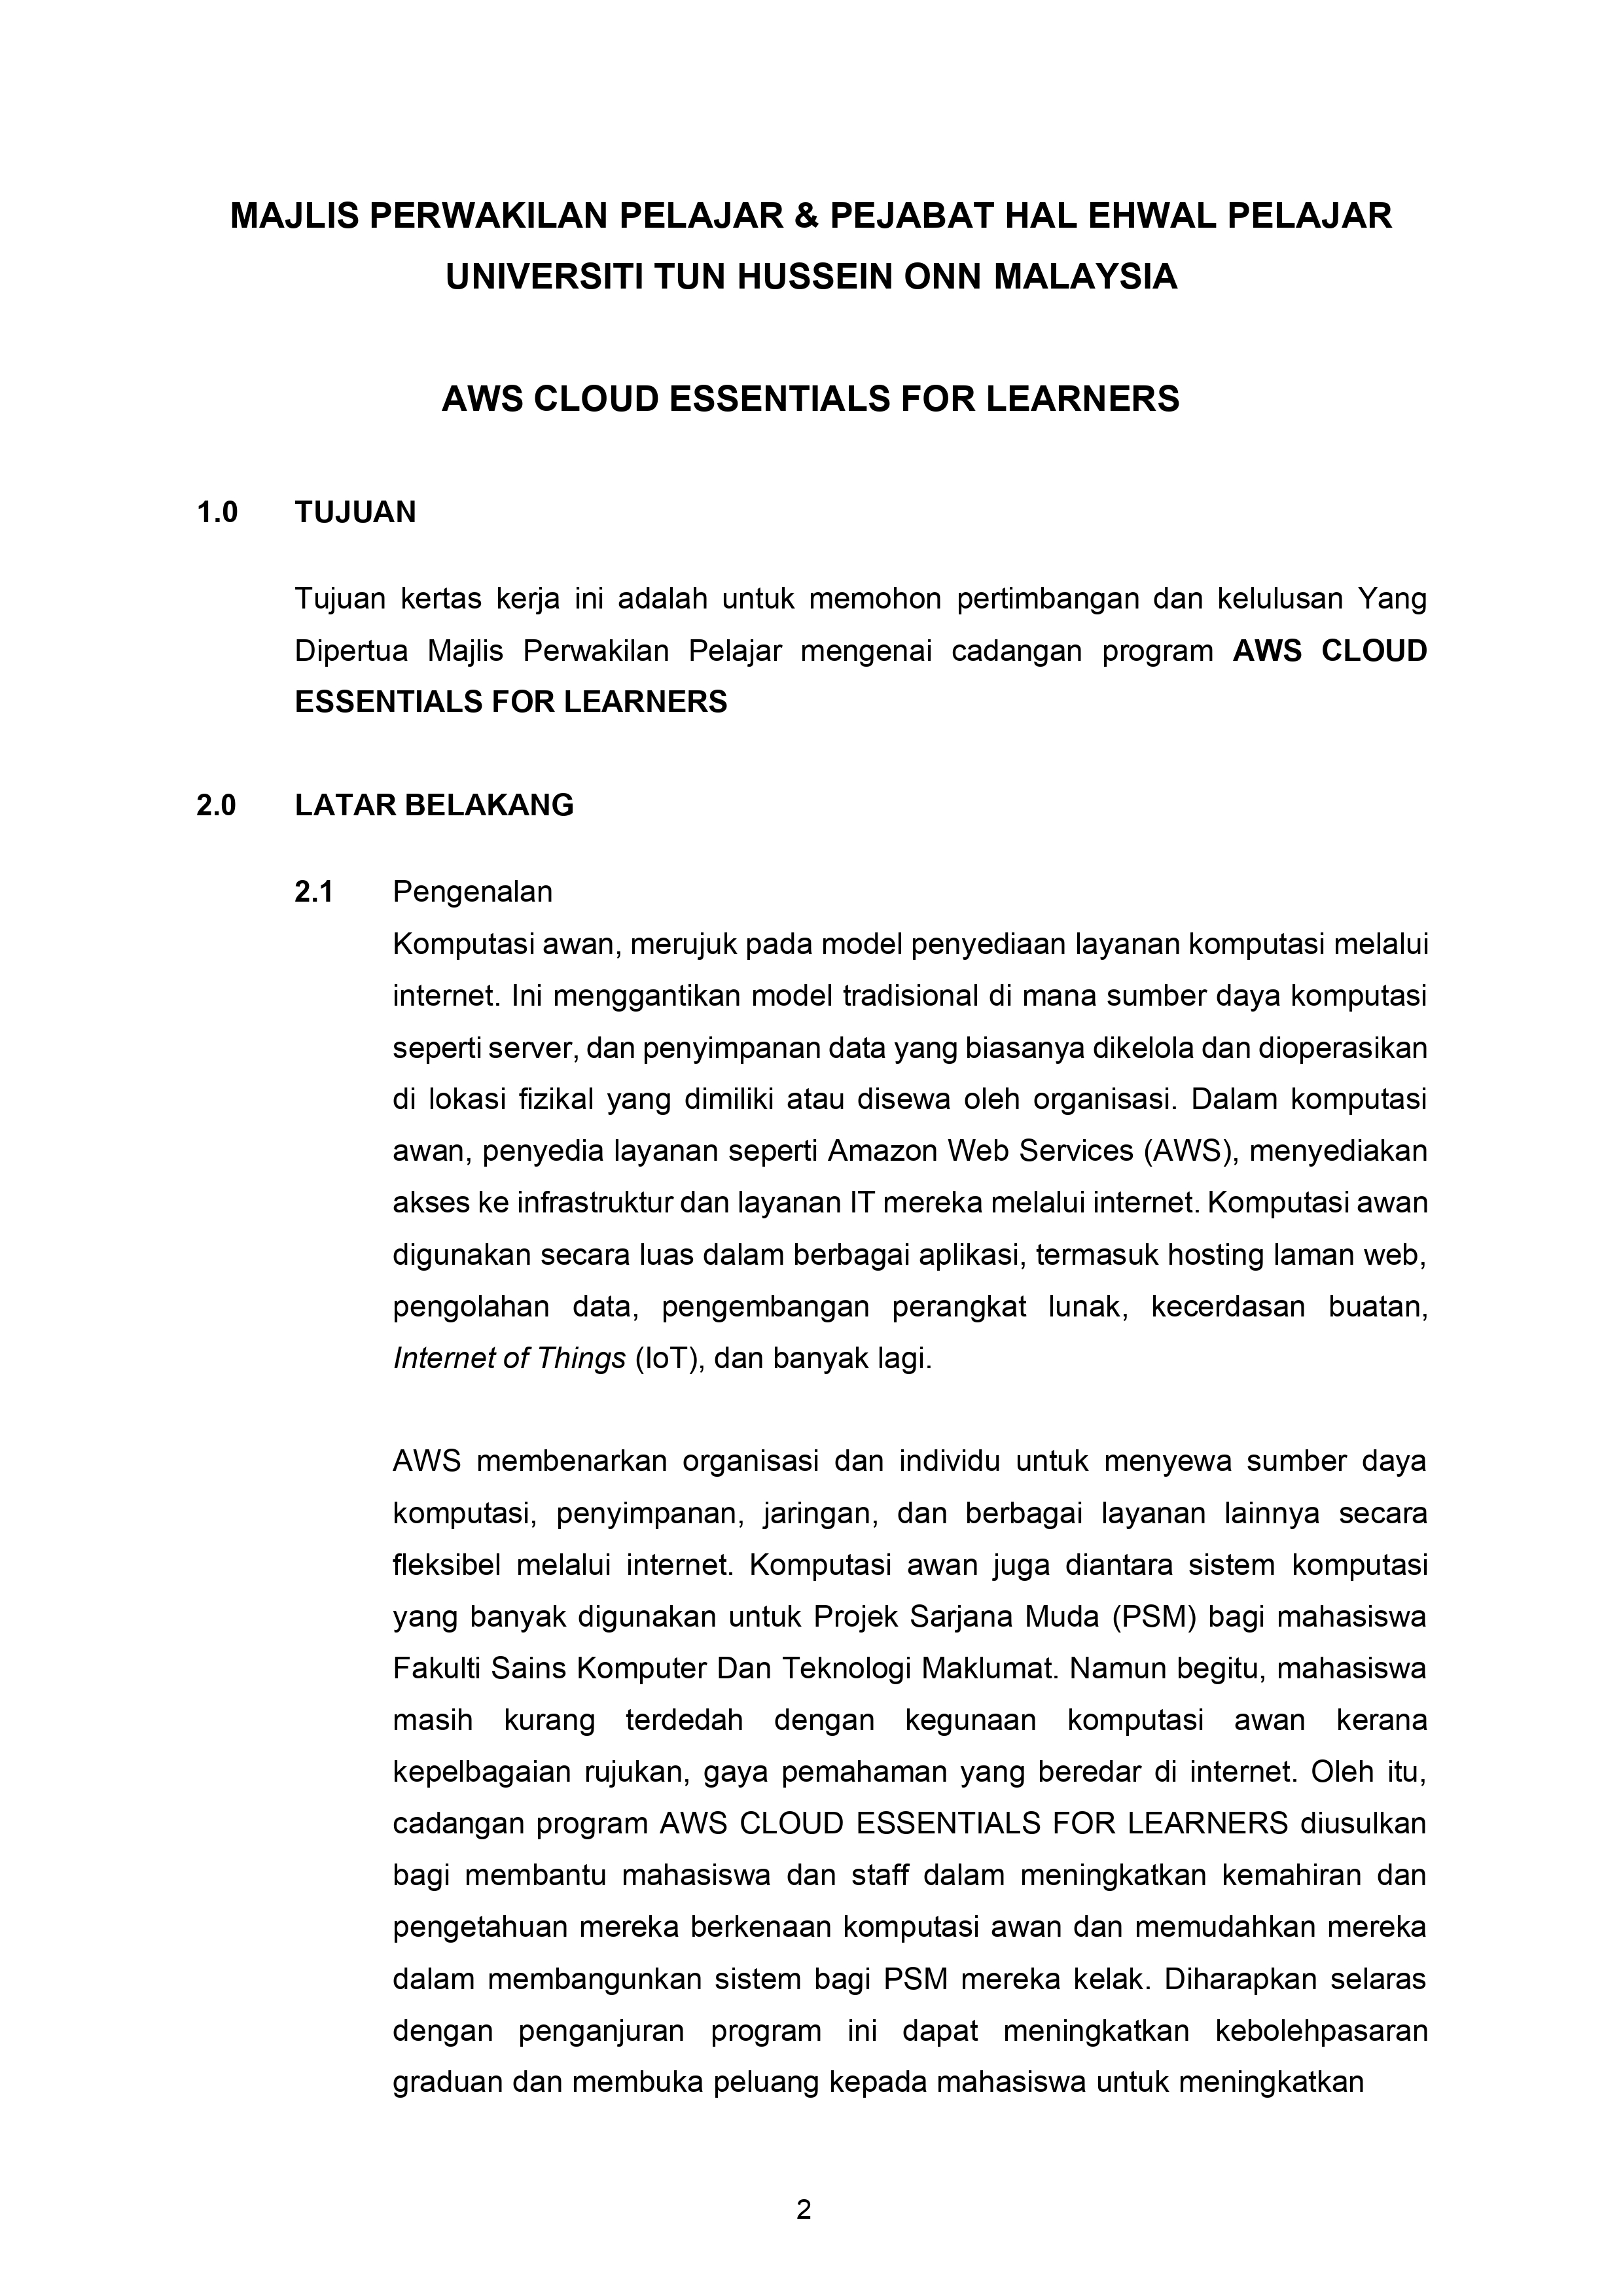 MAJLIS PERWAKILAN PELAJAR & PEJABAT HAL EHWAL PELAJAR
UNIVERSITI TUN HUSSEIN ONN MALAYSIA
AWS CLOUD ESSENTIALS FOR LEARNERS
1.0 TUJUAN
Tujuan kertas kerja ini adalah untuk memohon pertimbangan dan kelulusan Yang
Dipertua Majlis Perwakilan Pelajar mengenai cadangan program AWS CLOUD
ESSENTIALS FOR LEARNERS
2.0 LATAR BELAKANG
2.1 Pengenalan
Komputasi awan, merujuk pada model penyediaan layanan komputasi melalui
internet. Ini menggantikan model tradisional di mana sumber daya komputasi
seperti server, dan penyimpanan data yang biasanya dikelola dan dioperasikan
di lokasi fizikal yang dimiliki atau disewa oleh organisasi. Dalam komputasi
awan, penyedia layanan seperti Amazon Web Services (AWS), menyediakan
akses ke infrastruktur dan layanan IT mereka melalui internet. Komputasi awan
digunakan secara luas dalam berbagai aplikasi, termasuk hosting laman web,
pengolahan data, pengembangan perangkat lunak, kecerdasan buatan,
Internet of Things (IoT), dan banyak lagi.
AWS membenarkan organisasi dan individu untuk menyewa sumber daya
komputasi, penyimpanan, jaringan, dan berbagai layanan lainnya secara
fleksibel melalui internet. Komputasi awan juga diantara sistem komputasi
yang banyak digunakan untuk Projek Sarjana Muda (PSM) bagi mahasiswa
Fakulti Sains Komputer Dan Teknologi Maklumat. Namun begitu, mahasiswa
masih kurang terdedah dengan kegunaan komputasi awan kerana
kepelbagaian rujukan, gaya pemahaman yang beredar di internet. Oleh itu,
cadangan program AWS CLOUD ESSENTIALS FOR LEARNERS diusulkan
bagi membantu mahasiswa dan staff dalam meningkatkan kemahiran dan
pengetahuan mereka berkenaan komputasi awan dan memudahkan mereka
dalam membangunkan sistem bagi PSM mereka kelak. Diharapkan selaras
dengan penganjuran program ini dapat meningkatkan kebolehpasaran
graduan dan membuka peluang kepada mahasiswa untuk meningkatkan
2